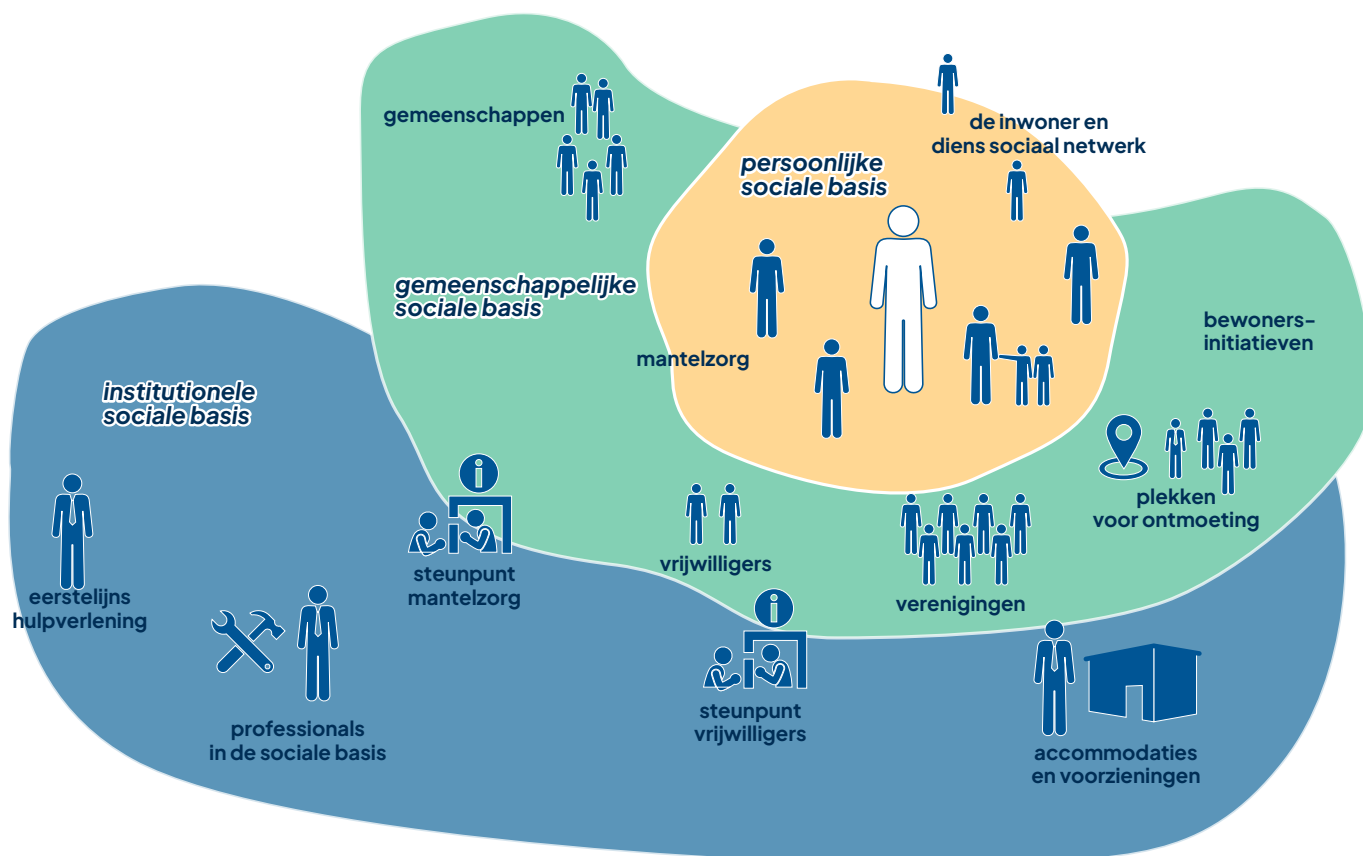 gemeenschappen
de inwoner en
diens sociaal netwerk
persoonlijke
sociale basis
gemeenschappelijke
sociale basis
mantelzorg
bewoners-
initiatieven
institutionele
sociale basis
plekken
voor ontmoeting
steunpunt
mantelzorg
vrijwilligers
verenigingen
eerstelijns
hulpverlening
professionals
in de sociale basis
steunpunt
vrijwilligers
accommodaties
en voorzieningen